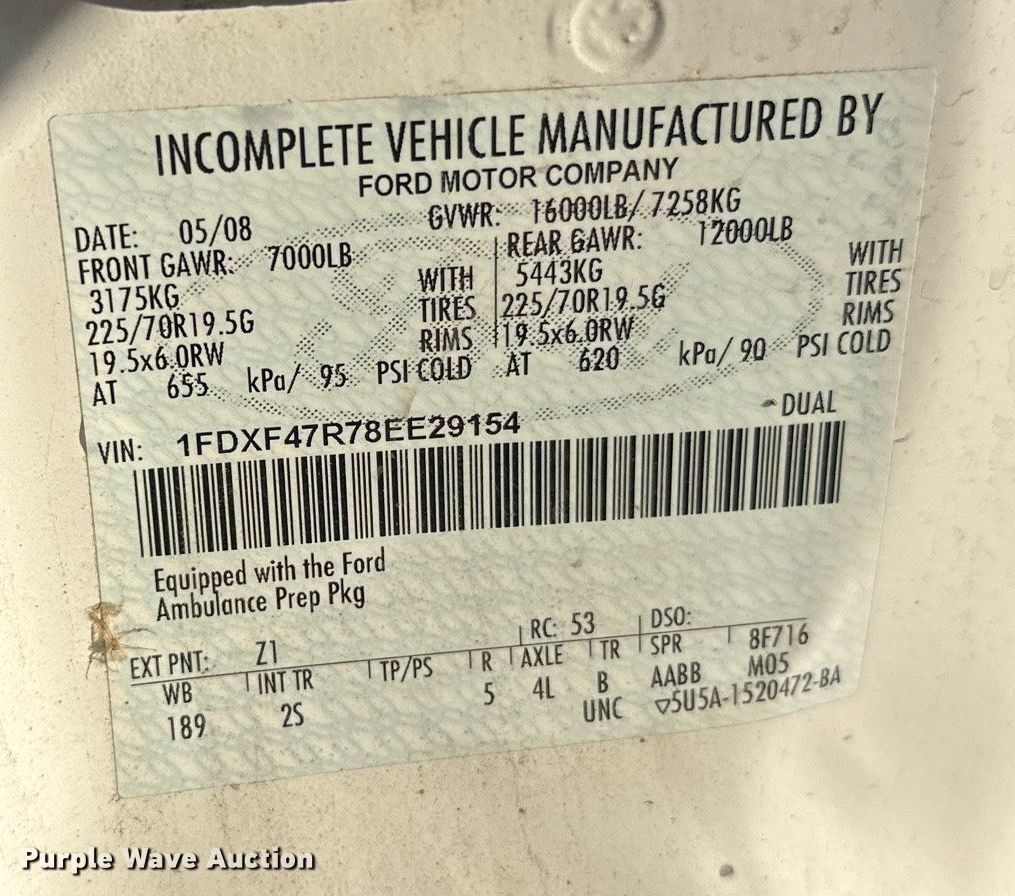 INCOMPLETE VEHICLE MANUFACTURED BY
FORD MOTOR COMPANY
DATE: 05/08 GVWR: 16000LB/ 7258KG
FRONT GAWR: 7000LB REAR GAWR: 12000LB
3175KG WITH 5443KG WITH
225/70R19.5G TIRES 225/70R19.5G TIRES
19.5x6.0RW RIMS 19.5x6.0RW RIMS
AT 655 kPa/ 95 PSI COLD AT 620 kPa/ 90 PSI COLD
DUAL
VIN: 1FDXF47R78EE29154
Equipped with the Ford
Ambulance Prep Pkg
EXT PNT: Z1 RC: 53 DSO:
WB INT TR TP/PS R AXLE TR SPR 8F716
189 2S 5 4L B AABB M05
UNC ▽5U5A-1520472-BA
Purple Wave Auction